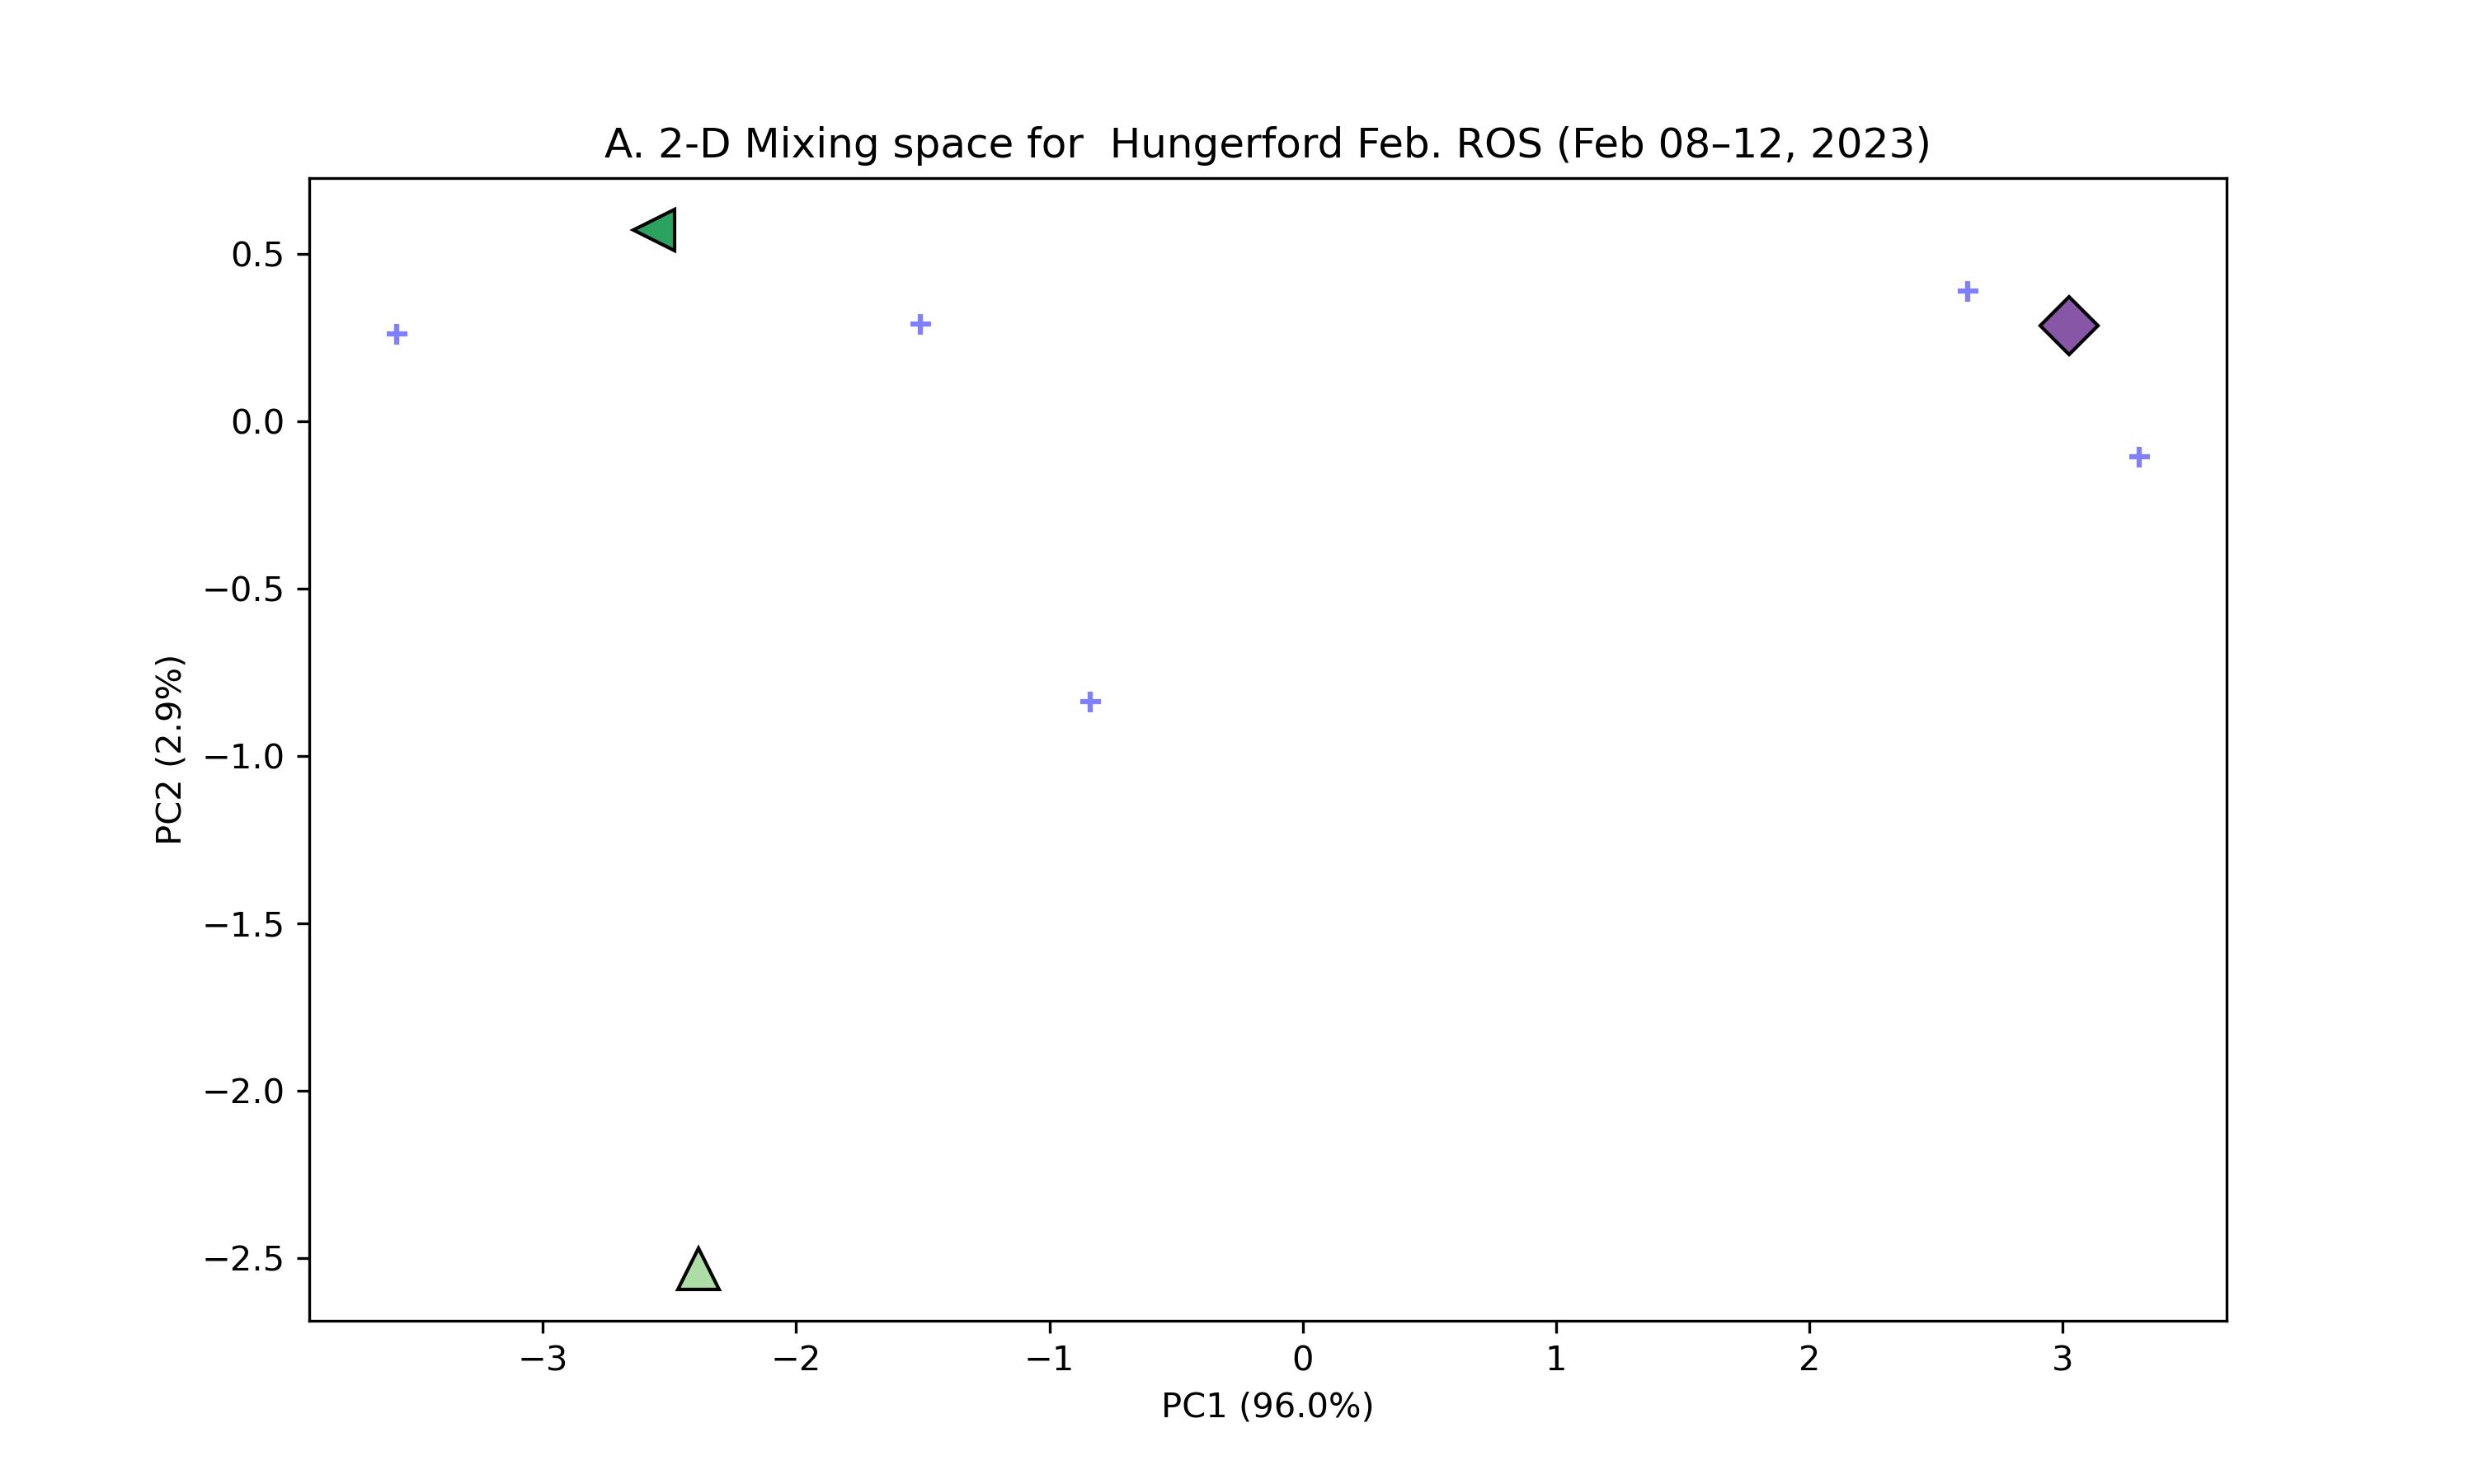 A. 2-D Mixing space for  Hungerford Feb. ROS (Feb 08–12, 2023)
0.5
0.0
−0.5
−1.0
−1.5
−2.0
−2.5
PC2 (2.9%)
−3 −2 −1 0 1 2 3
PC1 (96.0%)